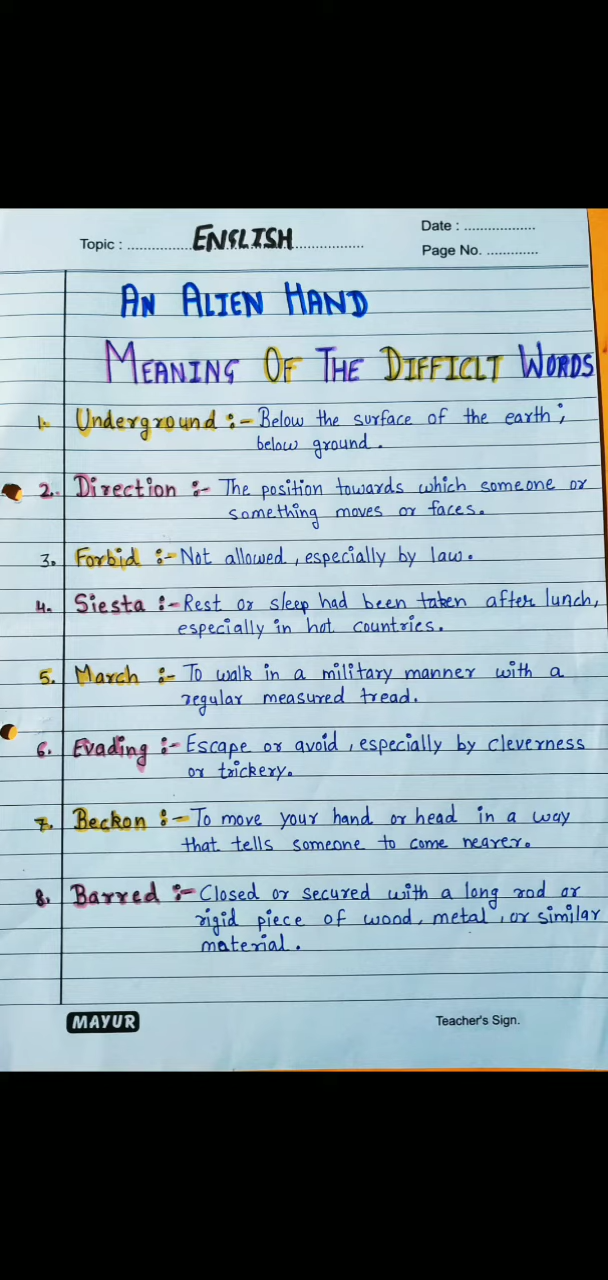 Topic : ................ ENGLISH .................
Date : ..................
Page No. .............
AN ALIEN HAND
MEANING OF THE DIFFICLT WORDS
1. Underground :- Below the surface of the earth ;
below ground.
2. Direction :- The position towards which someone or
something moves or faces.
3. Forbid :- Not allowed, especially by law.
4. Siesta :- Rest or sleep had been taken after lunch,
especially in hot countries.
5. March :- To walk in a military manner with a
regular measured tread.
6. Evading :- Escape or avoid, especially by cleverness
or trickery.
7. Beckon :- To move your hand or head in a way
that tells someone to come nearer.
8. Barred :- Closed or secured with a long rod or
rigid piece of wood, metal, or similar
material.
MAYUR
Teacher's Sign.